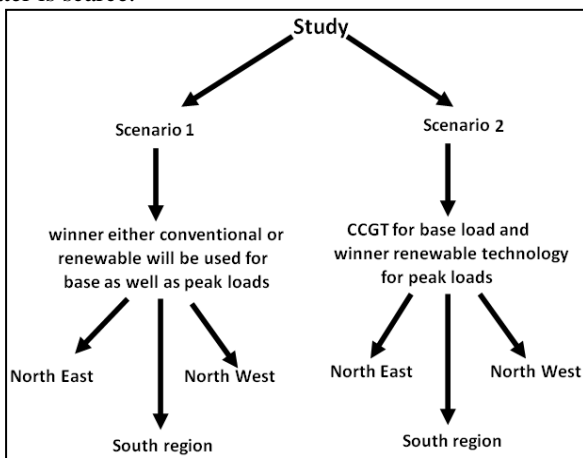 Study
Scenario 1
Scenario 2
winner either conventional or
renewable will be used for
base as well as peak loads
CCGT for base load and
winner renewable technology
for peak loads
North East
North West
South region
North East
North West
South region